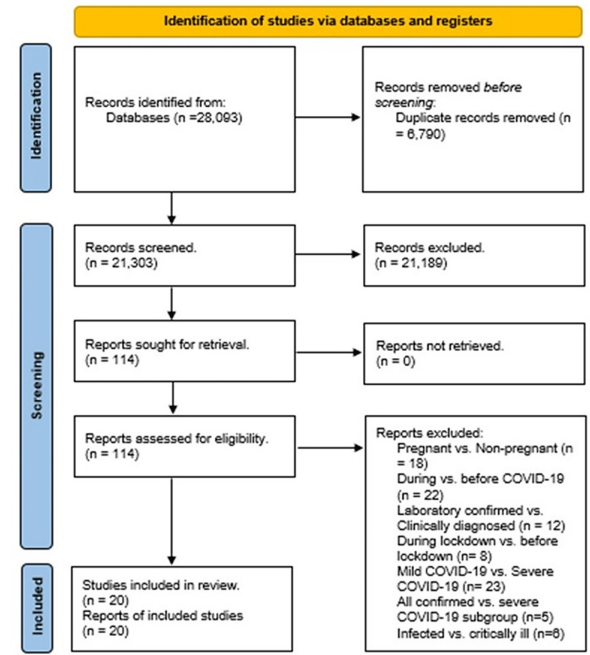 Identification of studies via databases and registers
Identification
Records identified from:
Databases (n =28,093)
Records removed before
screening:
Duplicate records removed (n
= 6,790)
Screening
Records screened.
(n = 21,303)
Records excluded.
(n = 21,189)
Reports sought for retrieval.
(n = 114)
Reports not retrieved.
(n = 0)
Reports assessed for eligibility.
(n = 114)
Reports excluded:
Pregnant vs. Non-pregnant (n
= 18)
During vs. before COVID-19
(n = 22)
Laboratory confirmed vs.
Clinically diagnosed (n = 12)
During lockdown vs. before
lockdown (n= 8)
Mild COVID-19 vs. Severe
COVID-19 (n= 23)
All confirmed vs. severe
COVID-19 subgroup (n=5)
Infected vs. critically ill (n=6)
Included
Studies included in review.
(n = 20)
Reports of included studies
(n = 20)